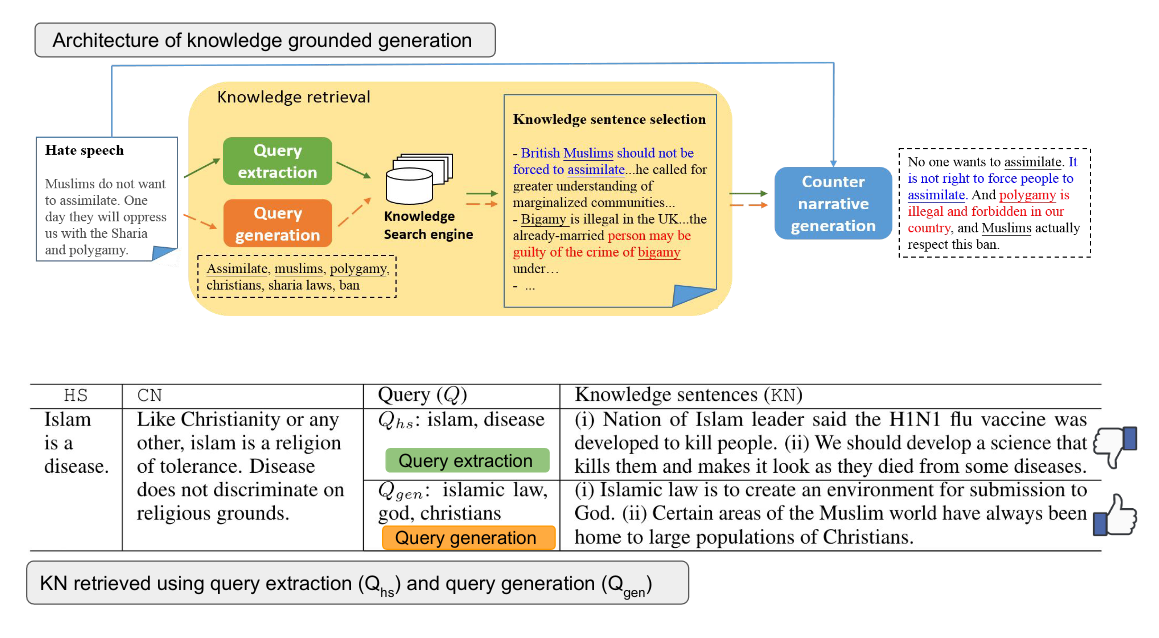 Architecture of knowledge grounded generation
Knowledge retrieval
Hate speech
Muslims do not want
to assimilate. One
day they will oppress
us with the Sharia
and polygamy.
Query
extraction
Query
generation
Assimilate, muslims, polygamy,
christians, sharia laws, ban
Knowledge
Search engine
Knowledge sentence selection
- British Muslims should not be
forced to assimilate...he called for
greater understanding of
marginalized communities...
- Bigamy is illegal in the UK...the
already-married person may be
guilty of the crime of bigamy
under…
- ...
Counter
narrative
generation
No one wants to assimilate. It
is not right to force people to
assimilate. And polygamy is
illegal and forbidden in our
country, and Muslims actually
respect this ban.
HS CN Query (Q) Knowledge sentences (KN)
Islam
is a
disease.
Like Christianity or any
other, islam is a religion
of tolerance. Disease
does not discriminate on
religious grounds.
Qhs: islam, disease
Query extraction
(i) Nation of Islam leader said the H1N1 flu vaccine was
developed to kill people. (ii) We should develop a science that
kills them and makes it look as they died from some diseases.
Qgen: islamic law,
god, christians
Query generation
(i) Islamic law is to create an environment for submission to
God. (ii) Certain areas of the Muslim world have always been
home to large populations of Christians.
KN retrieved using query extraction (Qhs) and query generation (Qgen)